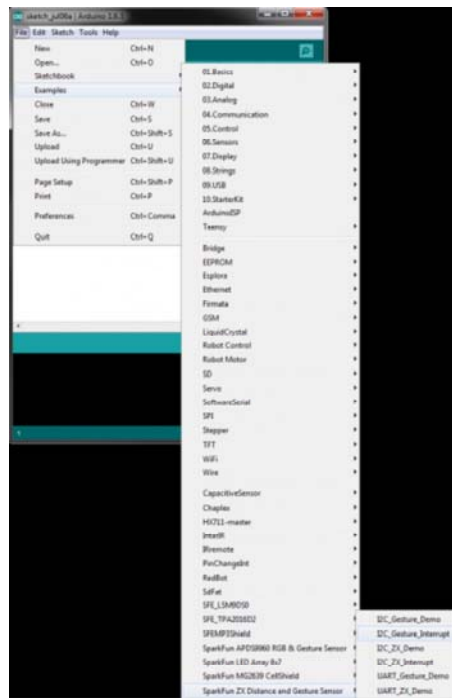 sketch_jul08a | Arduino 1.6.3
File Edit Sketch Tools Help
New Ctrl+N
Open... Ctrl+O
Sketchbook
Examples
Close Ctrl+W
Save Ctrl+S
Save As... Ctrl+Shift+S
Upload Ctrl+U
Upload Using Programmer Ctrl+Shift+U
Page Setup Ctrl+Shift+P
Print Ctrl+P
Preferences Ctrl+Comma
Quit Ctrl+Q
01.Basics
02.Digital
03.Analog
04.Communication
05.Control
06.Sensors
07.Display
08.Strings
09.USB
10.StarterKit
ArduinoISP
Teensy
Bridge
EEPROM
Esplora
Ethernet
Firmata
GSM
LiquidCrystal
Robot Control
Robot Motor
SD
Servo
SoftwareSerial
SPI
Stepper
TFT
WiFi
Wire
CapacitiveSensor
Chaplex
HX711-master
InterIR
IRremote
PinChangeInt
RedBot
SdFat
SFE_LSM9DS0
SFE_TPA2016D2
SFEMP3Shield
SparkFun APDS9960 RGB & Gesture Sensor
SparkFun LED Array 8x7
SparkFun MG2639 CellShield
SparkFun ZX Distance and Gesture Sensor
I2C_Gesture_Demo
I2C_Gesture_Interrupt
I2C_ZX_Demo
I2C_ZX_Interrupt
UART_Gesture_Demo
UART_ZX_Demo